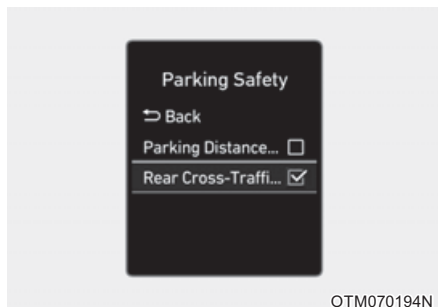 Parking Safety
Back
Parking Distance...
Rear Cross-Traffi...
OTM070194N